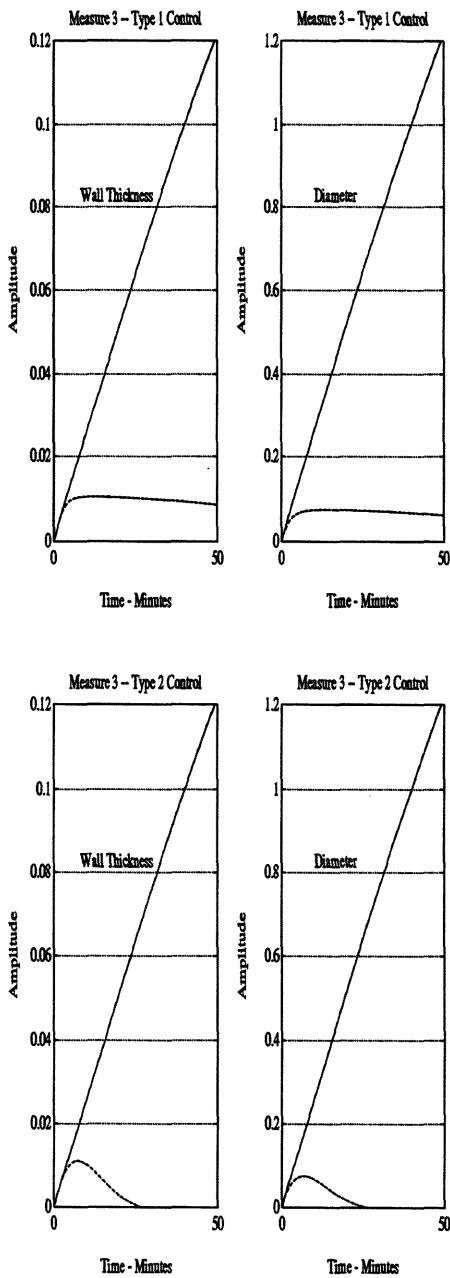 Measure 3 – Type 1 Control
0.12
0.1
0.08
0.06
0.04
0.02
0
Wall Thickness
Amplitude
0
50
Time - Minutes
Measure 3 – Type 1 Control
1.2
1
0.8
0.6
0.4
0.2
0
Diameter
Amplitude
0
50
Time - Minutes
Measure 3 – Type 2 Control
0.12
0.1
0.08
0.06
0.04
0.02
0
Wall Thickness
Amplitude
0
50
Time - Minutes
Measure 3 – Type 2 Control
1.2
1
0.8
0.6
0.4
0.2
0
Diameter
Amplitude
0
50
Time - Minutes